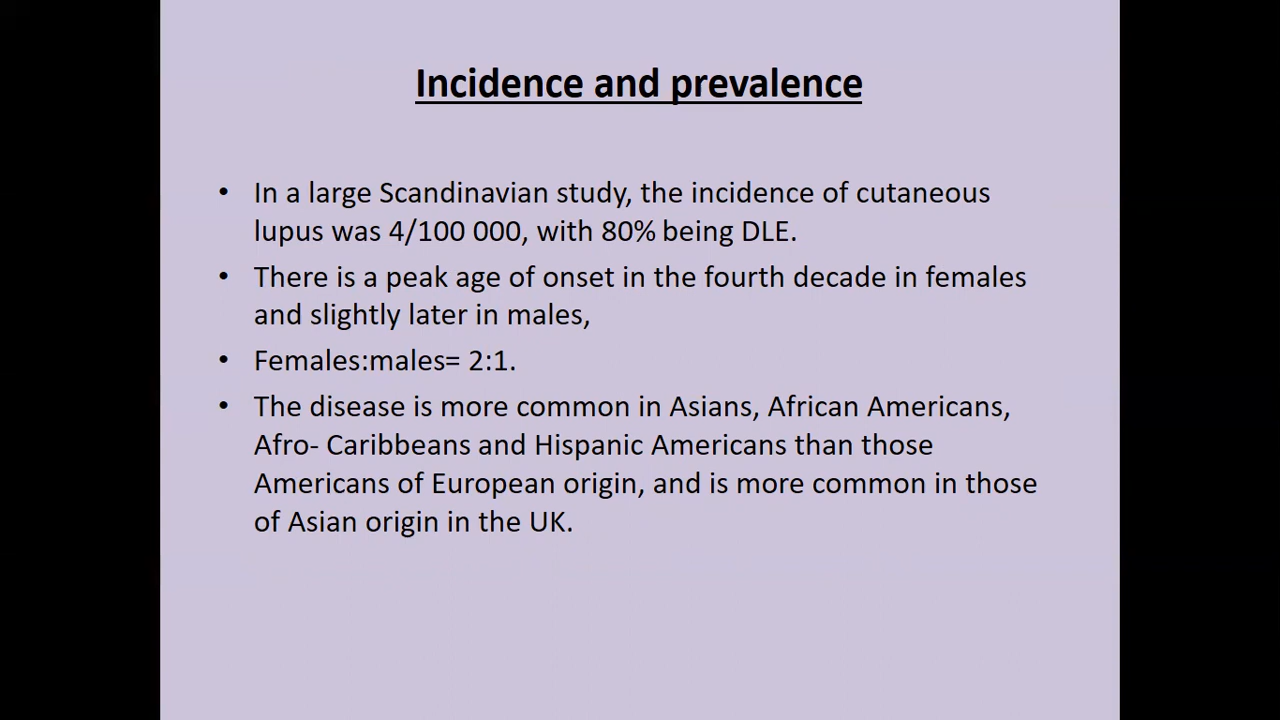 Incidence and prevalence
• In a large Scandinavian study, the incidence of cutaneous
lupus was 4/100 000, with 80% being DLE.
• There is a peak age of onset in the fourth decade in females
and slightly later in males,
• Females:males= 2:1.
• The disease is more common in Asians, African Americans,
Afro- Caribbeans and Hispanic Americans than those
Americans of European origin, and is more common in those
of Asian origin in the UK.